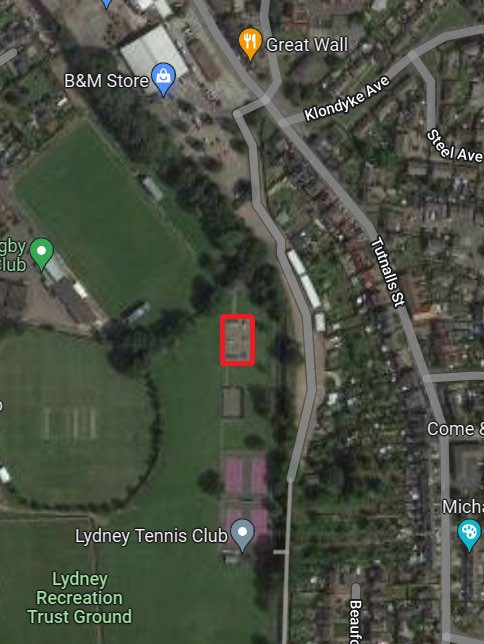 Great Wall
B&M Store
Klondyke Ave
Steel Ave
Tutnalls St
gby
Club
Come &
Micha
Lydney Tennis Club
Lydney
Recreation
Trust Ground
Beaufo